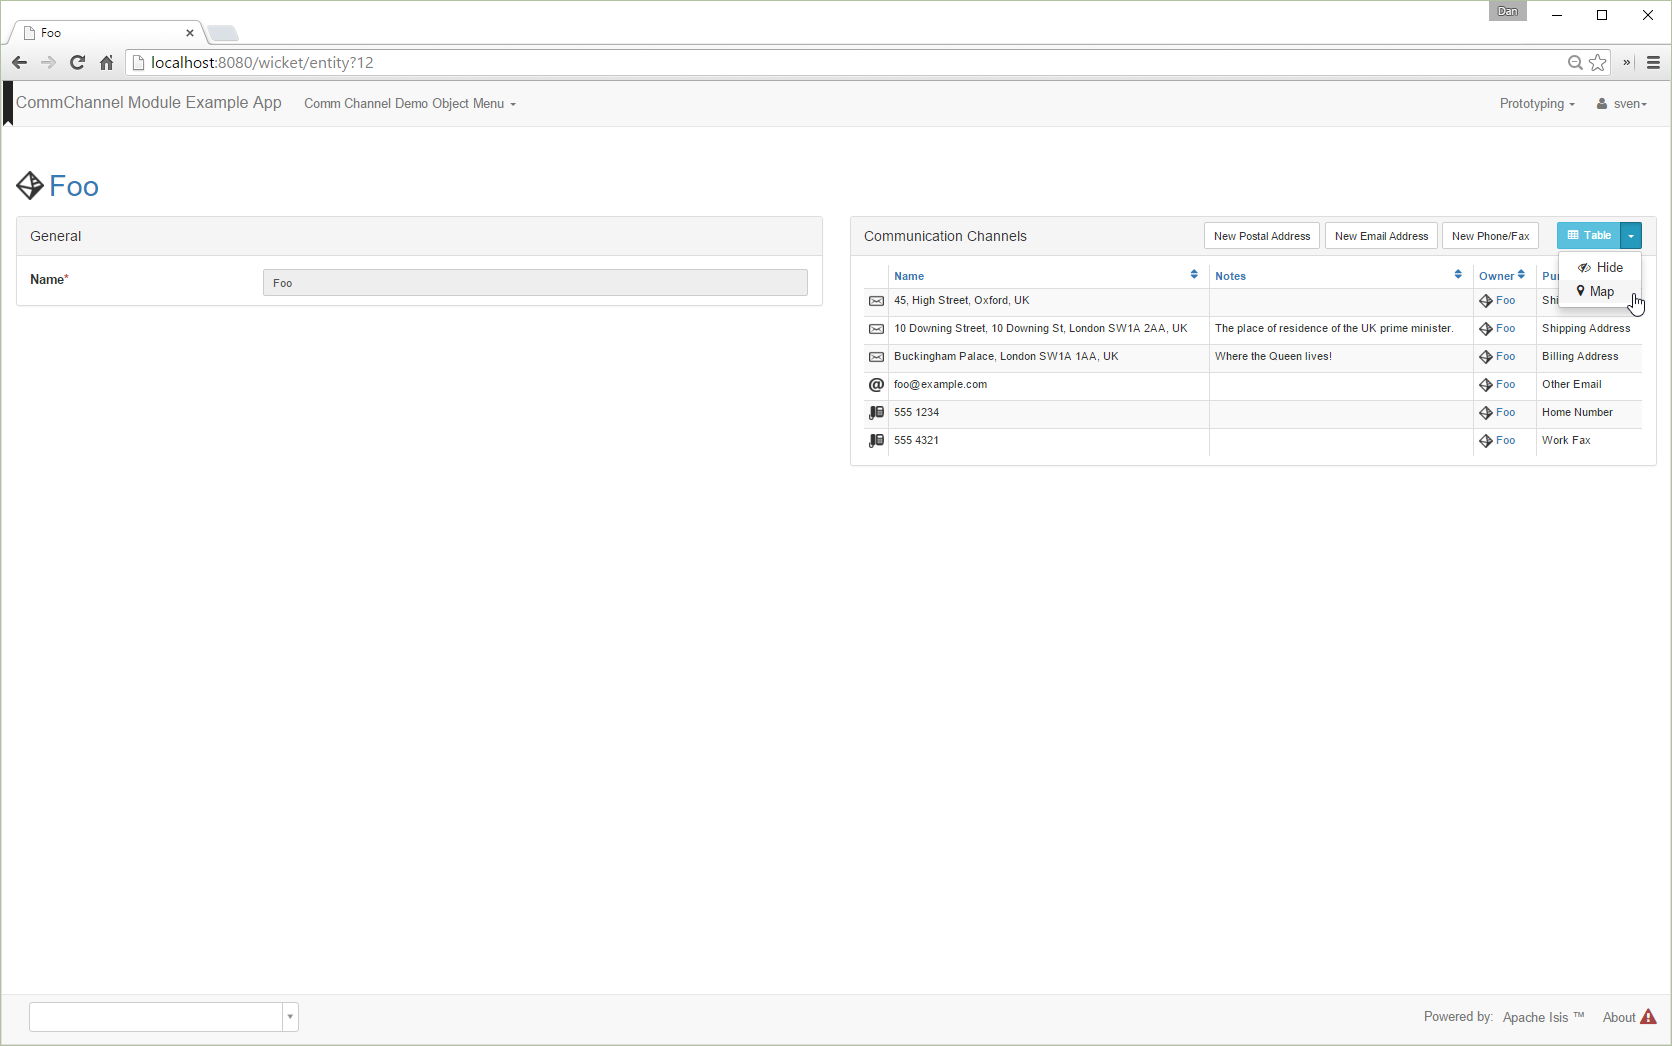 Dan
Foo
localhost:8080/wicket/entity?12
CommChannel Module Example App Comm Channel Demo Object Menu Prototyping sven
Foo
General
Name* Foo
Communication Channels New Postal Address New Email Address New Phone/Fax Table
Hide
Map
Name Notes Owner
45, High Street, Oxford, UK Foo
10 Downing Street, 10 Downing St, London SW1A 2AA, UK The place of residence of the UK prime minister. Foo Shipping Address
Buckingham Palace, London SW1A 1AA, UK Where the Queen lives! Foo Billing Address
foo@example.com Foo Other Email
555 1234 Foo Home Number
555 4321 Foo Work Fax
Powered by: Apache Isis ™ About